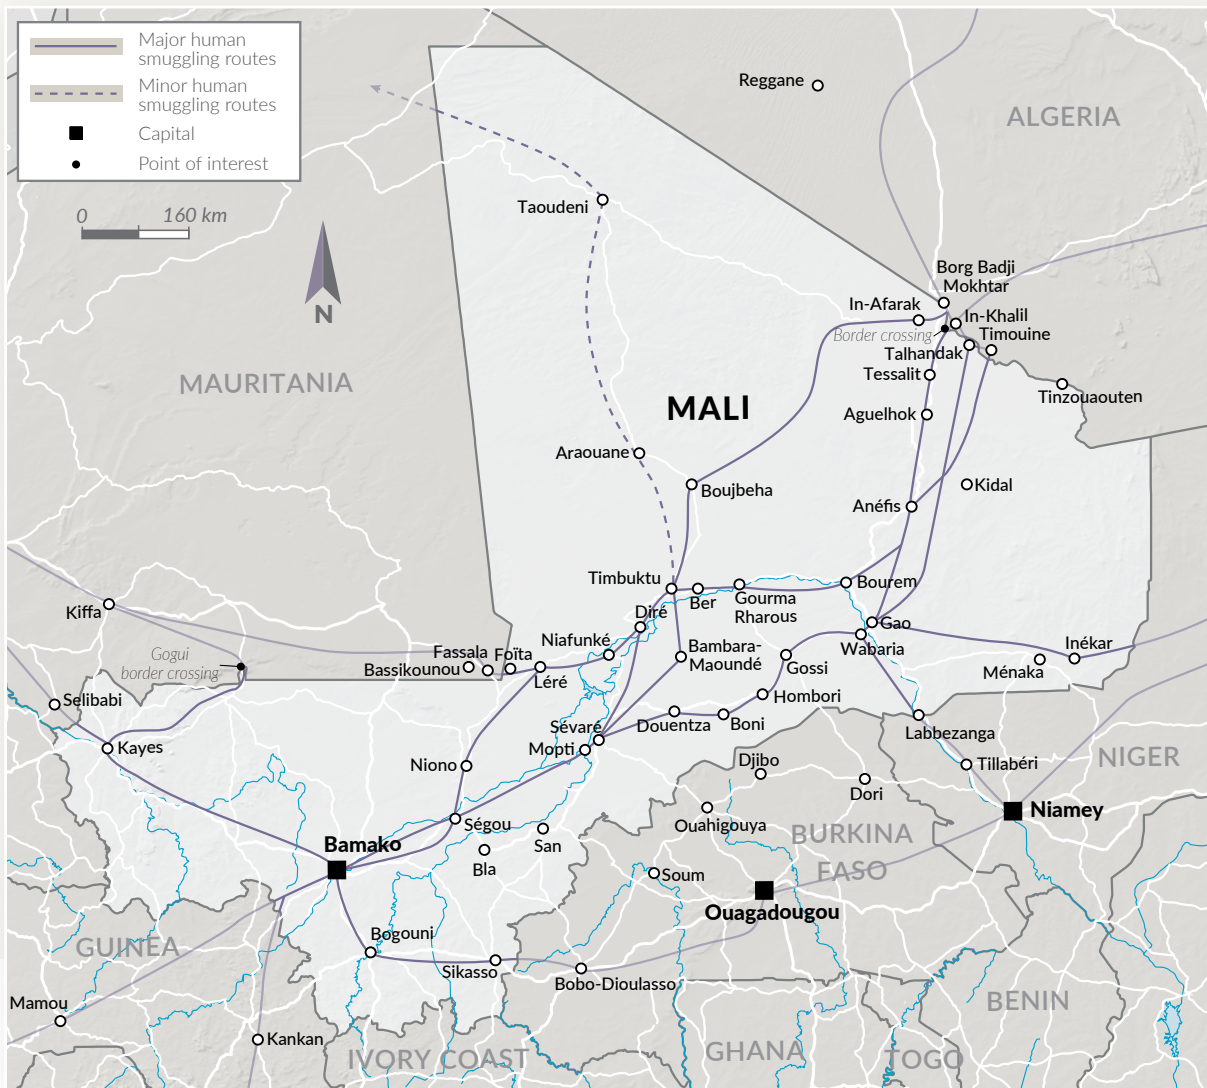 Major human
smuggling routes
Minor human
smuggling routes
Capital
Point of interest
0
160 km
N
Reggane
ALGERIA
Taoudeni
Borg Badji
Mokhtar
In-Afarak
In-Khalil
Border crossing
Timouine
Talhandak
Tessalit
Tinzouaouten
MAURITANIA
MALI
Aguelhok
Araouane
Boujbeha
Kidal
Anéfis
Timbuktu
Bourem
Ber
Gourma
Rharous
Kiffa
Diré
Gao
Niafunké
Wabaria
Inékar
Gogui
border crossing
Fassala
Foïta
Bassikounou
Léré
Bambara-
Maoundé
Gossi
Ménaka
Selibabi
Hombori
Sévaré
Douentza
Boni
Labbezanga
Kayes
Mopti
Niono
Djibo
Tillabéri
NIGER
Dori
Ségou
Ouahigouya
Niamey
BURKINA
FASO
Bamako
San
Bla
Soum
Ouagadougou
GUINEA
Bogouni
Sikasso
Bobo-Dioulasso
Mamou
BENIN
Kankan
IVORY COAST
GHANA
TOGO